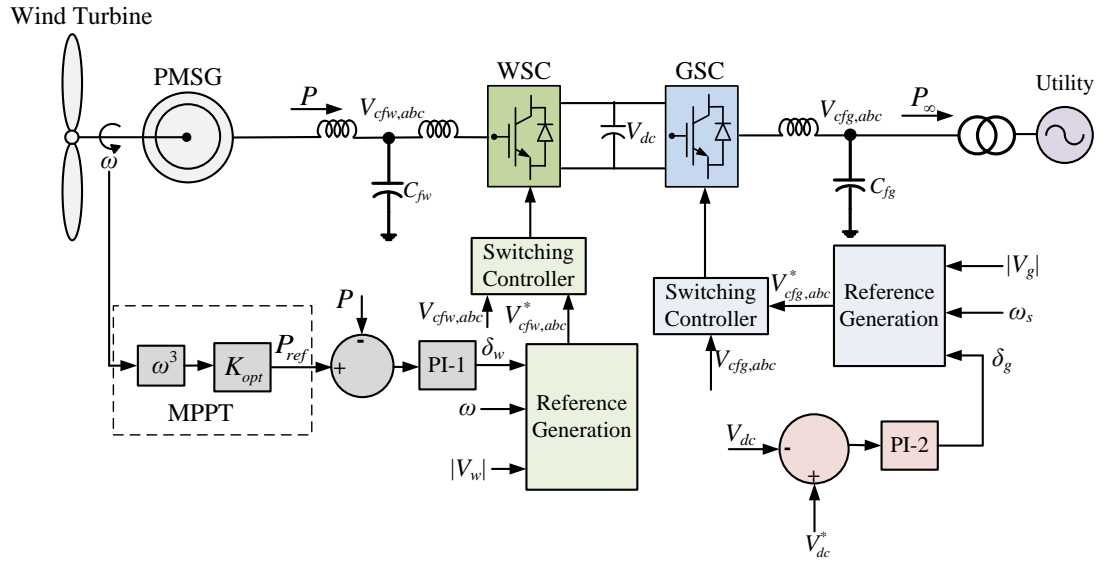 Wind Turbine
PMSG
WSC
GSC
Utility
P
V_{cfw,abc}
V_{dc}
V_{cfg,abc}
P_∞
ω
C_{fw}
C_{fg}
Switching
Controller
V_{cfw,abc}
V^*_{cfw,abc}
Switching
Controller
V^*_{cfg,abc}
V_{cfg,abc}
Reference
Generation
|V_g|
ω_s
δ_g
ω^3
K_{opt}
P_{ref}
MPPT
P
-
+
PI-1
δ_w
ω
|V_w|
Reference
Generation
V_{dc}
-
+
PI-2
V^*_{dc}